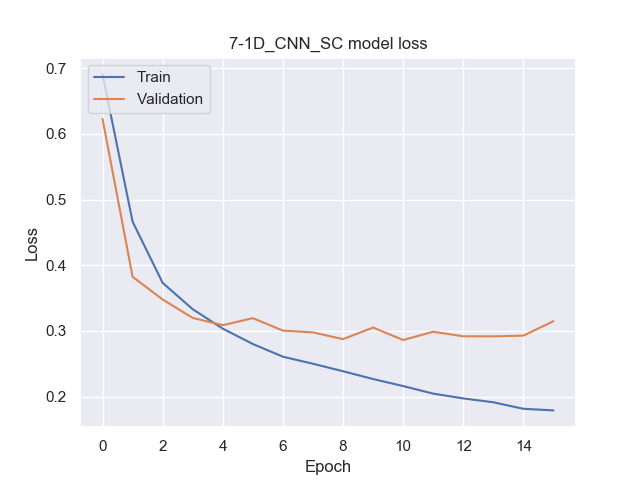 7-1D_CNN_SC model loss
Train
Validation
0.7
0.6
0.5
0.4
0.3
0.2
Loss
0 2 4 6 8 10 12 14
Epoch